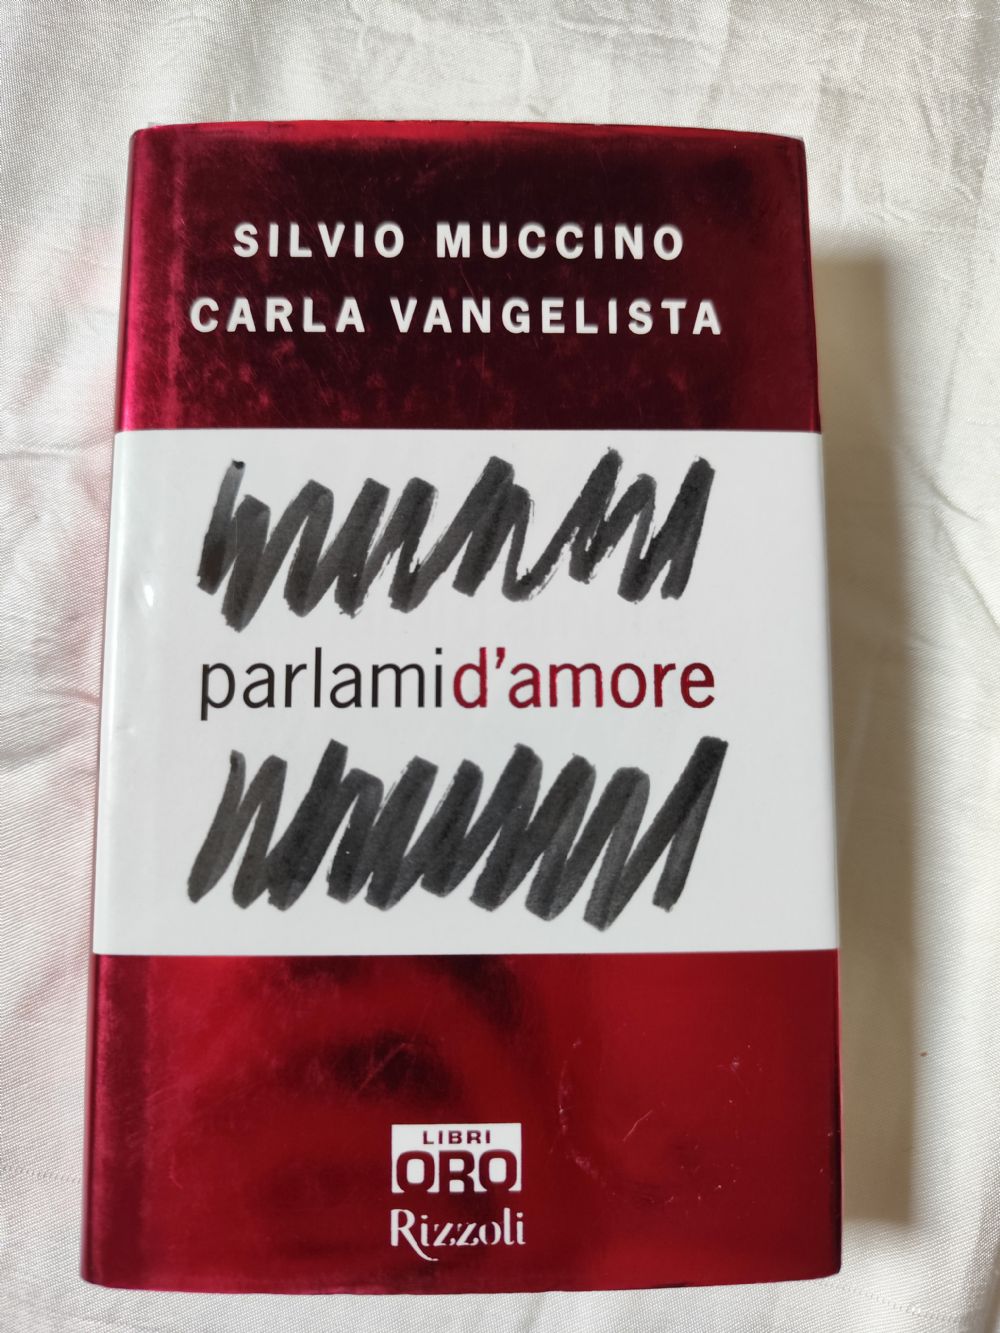 SILVIO MUCCINO
CARLA VANGELISTA
parlamid'amore
LIBRI
ORO
Rizzoli